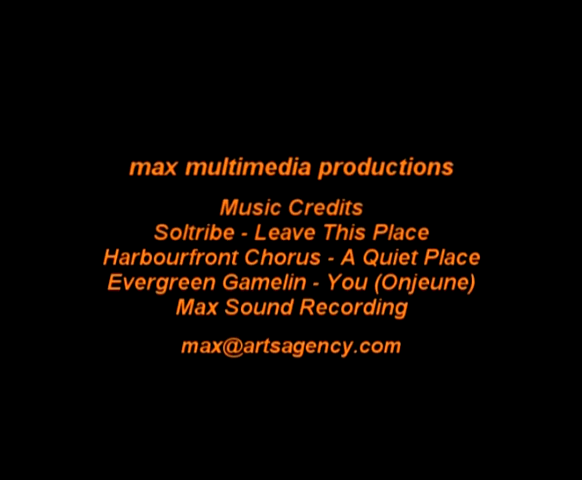 max multimedia productions
Music Credits
Soltribe - Leave This Place
Harbourfront Chorus - A Quiet Place
Evergreen Gamelin - You (Onjeune)
Max Sound Recording
max@artsagency.com